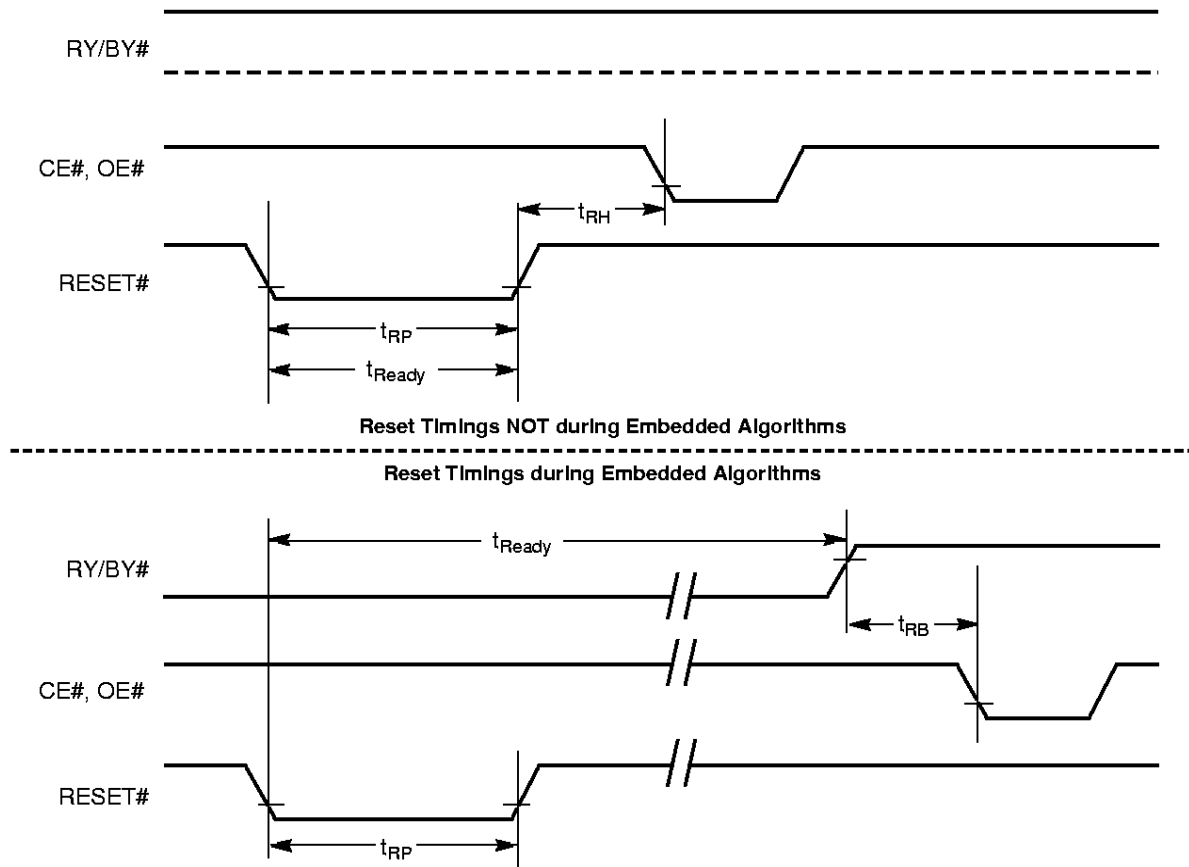 RY/BY#
CE#, OE#
tRH
RESET#
tRP
tReady
Reset Timings NOT during Embedded Algorithms
Reset Timings during Embedded Algorithms
tReady
RY/BY#
tRB
CE#, OE#
RESET#
tRP